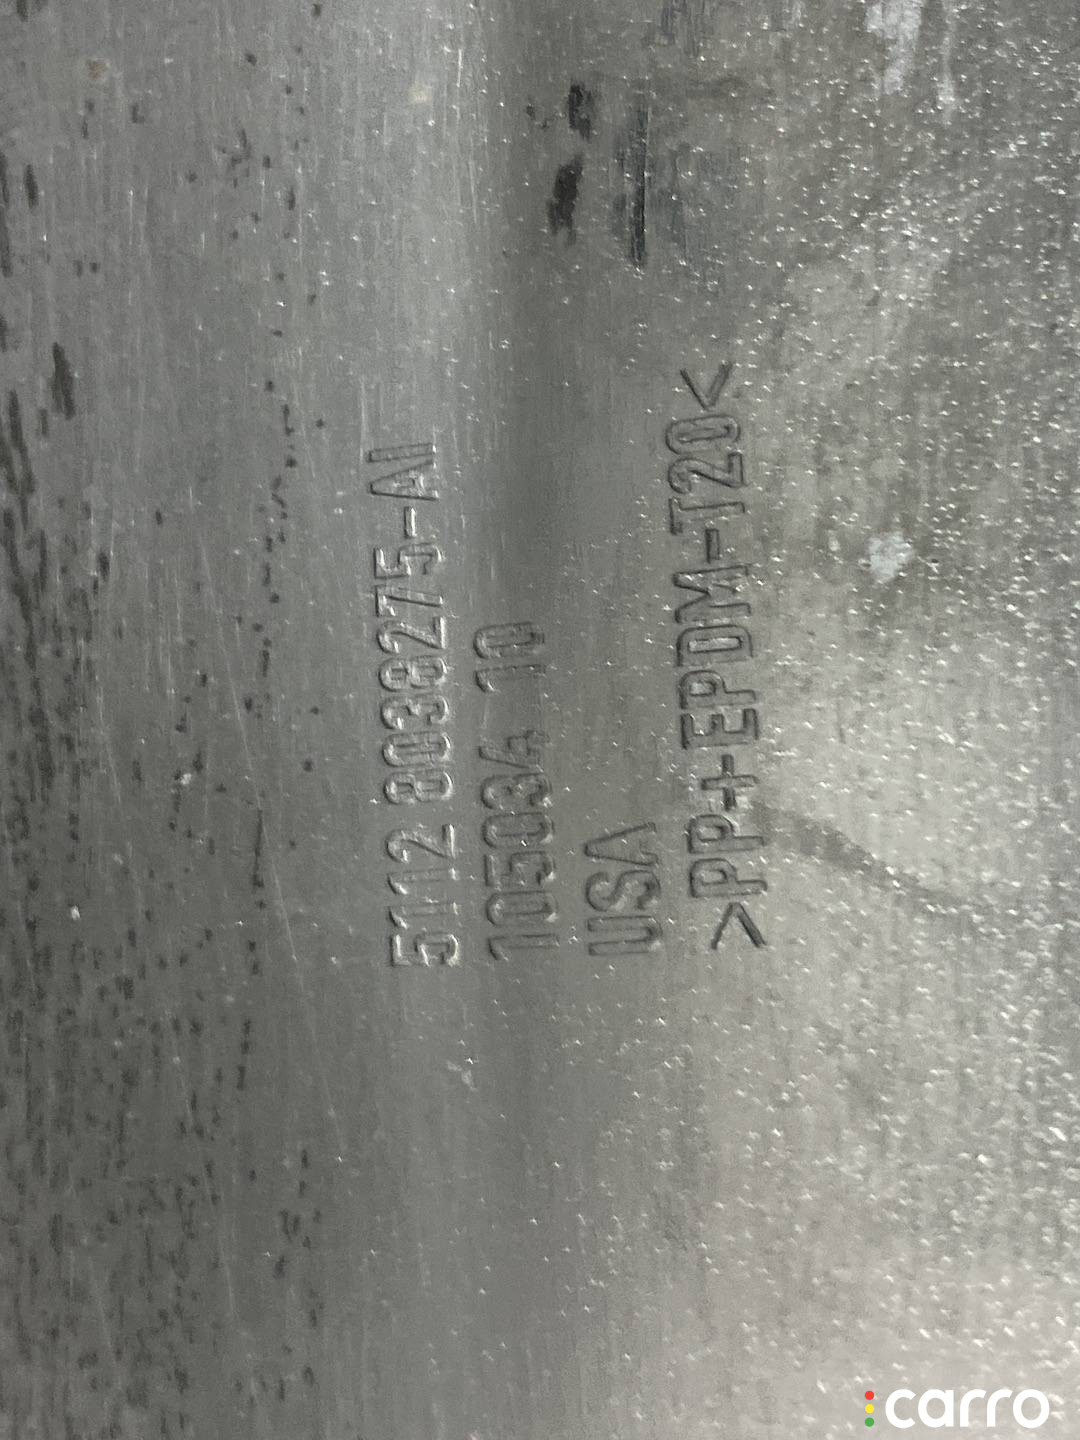 5112 8038275-AI
105034 10
USA
>PP+EPDM-T20<
carro